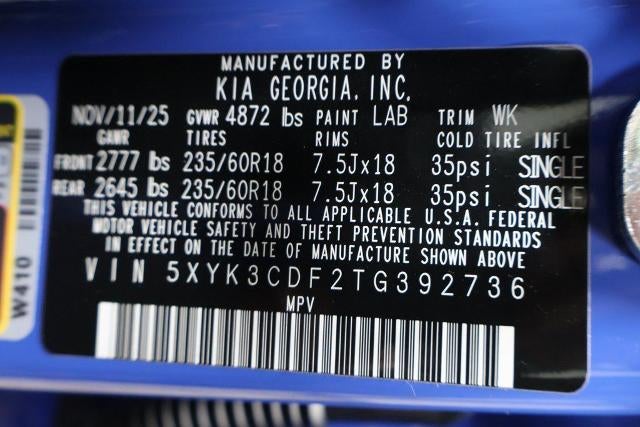 MANUFACTURED BY
KIA GEORGIA, INC.
NOV/11/25 GVWR 4872 lbs PAINT LAB TRIM WK
GAWR TIRES RIMS COLD TIRE INFL
FRONT 2777 lbs 235/60R18 7.5Jx18 35psi SINGLE
REAR 2645 lbs 235/60R18 7.5Jx18 35psi SINGLE
THIS VEHICLE CONFORMS TO ALL APPLICABLE U.S.A. FEDERAL
MOTOR VEHICLE SAFETY AND THEFT PREVENTION STANDARDS
IN EFFECT ON THE DATE OF MANUFACTURE SHOWN ABOVE
VIN 5XYK3CDF2TG392736
MPV
W410